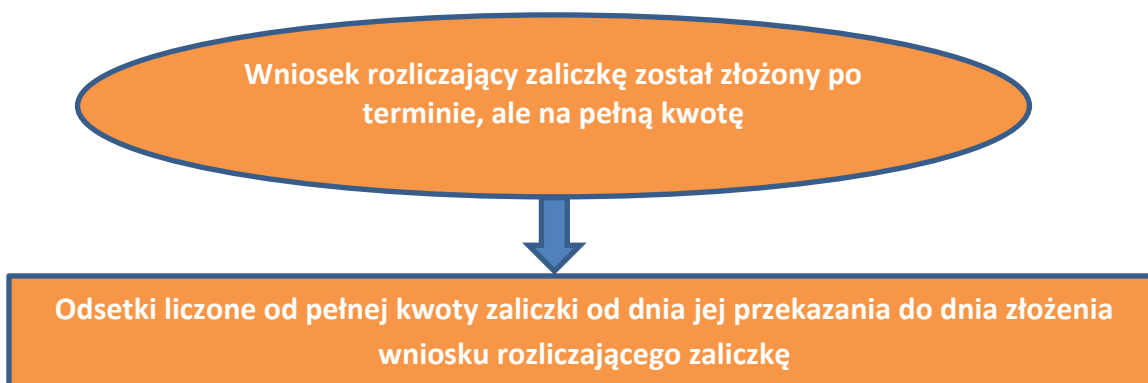 Wniosek rozliczający zaliczkę został złożony po
terminie, ale na pełną kwotę
Odsetki liczone od pełnej kwoty zaliczki od dnia jej przekazania do dnia złożenia
wniosku rozliczającego zaliczkę